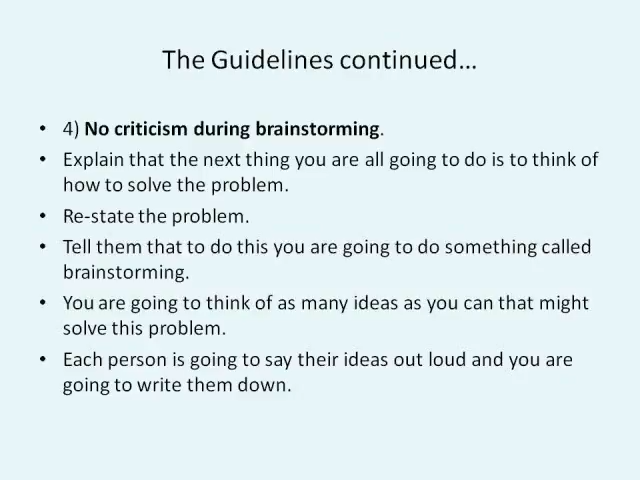 The Guidelines continued…
• 4) No criticism during brainstorming.
• Explain that the next thing you are all going to do is to think of
how to solve the problem.
• Re-state the problem.
• Tell them that to do this you are going to do something called
brainstorming.
• You are going to think of as many ideas as you can that might
solve this problem.
• Each person is going to say their ideas out loud and you are
going to write them down.